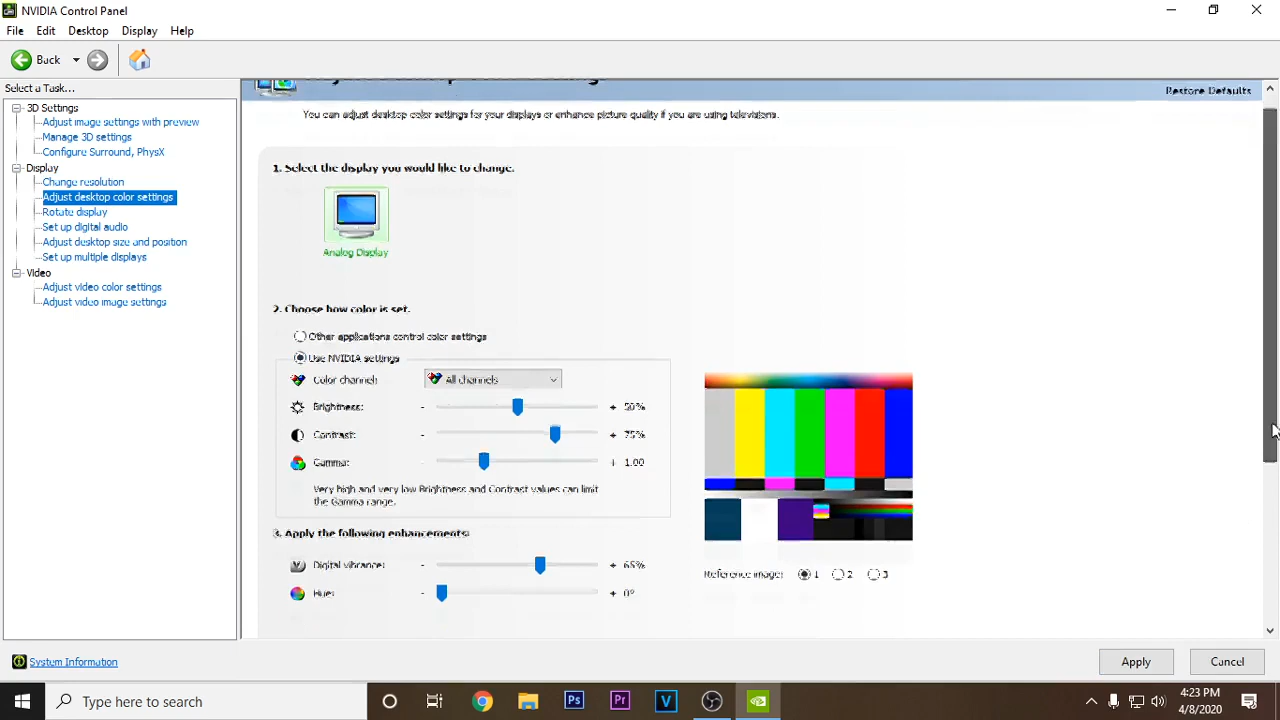 NVIDIA Control Panel
File Edit Desktop Display Help
Back
Select a Task...
3D Settings
Adjust image settings with preview
Manage 3D settings
Configure Surround, PhysX
Display
Change resolution
Adjust desktop color settings
Rotate display
Set up digital audio
Adjust desktop size and position
Set up multiple displays
Video
Adjust video color settings
Adjust video image settings
System Information
Restore Defaults
You can adjust desktop color settings for your displays or enhance picture quality if you are using televisions.
1. Select the display you would like to change.
Analog Display
2. Choose how color is set.
Other applications control color settings
Use NVIDIA settings
Color channel: All channels
Brightness: - + 50%
Contrast: - + 75%
Gamma: - + 1.00
Very high and very low Brightness and Contrast values can limit
the Gamma range.
3. Apply the following enhancements:
Digital vibrance: - + 65%
Hue: - + 0°
Reference image: 1 2 3
Apply Cancel
Type here to search
Ps Pr V
4:23 PM
4/8/2020